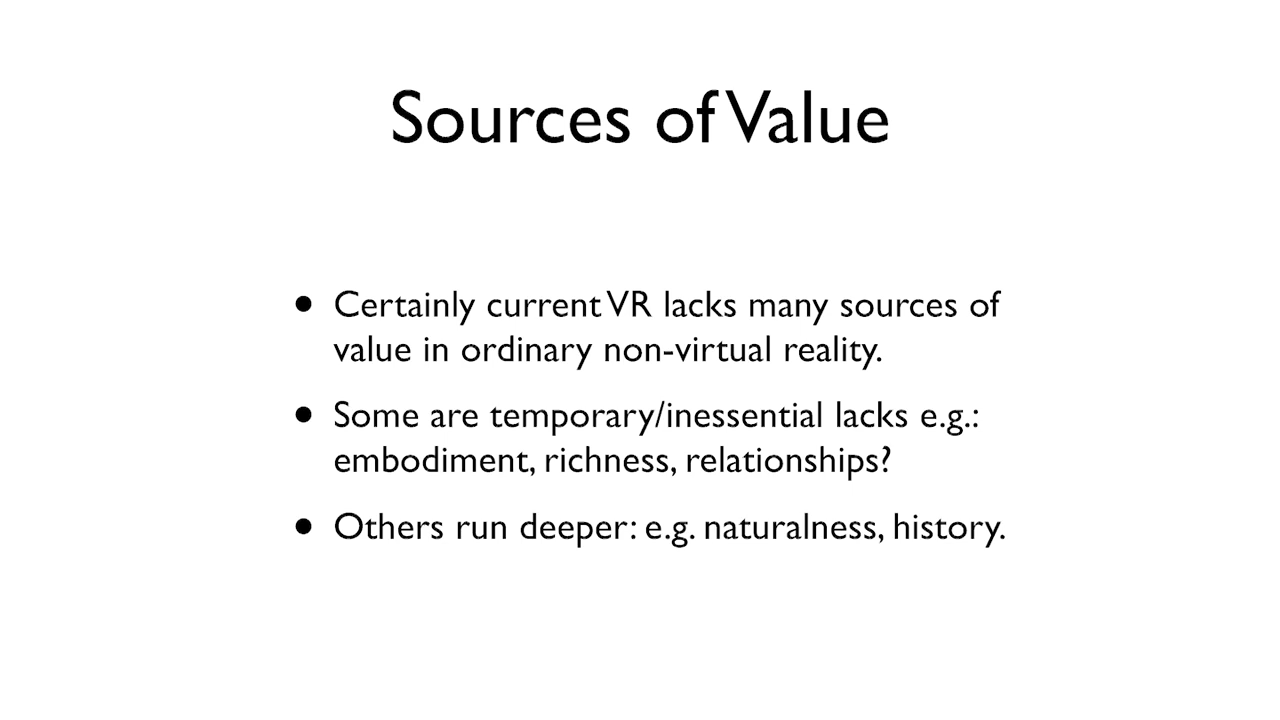 Sources of Value
• Certainly current VR lacks many sources of
value in ordinary non-virtual reality.
• Some are temporary/inessential lacks e.g.:
embodiment, richness, relationships?
• Others run deeper: e.g. naturalness, history.